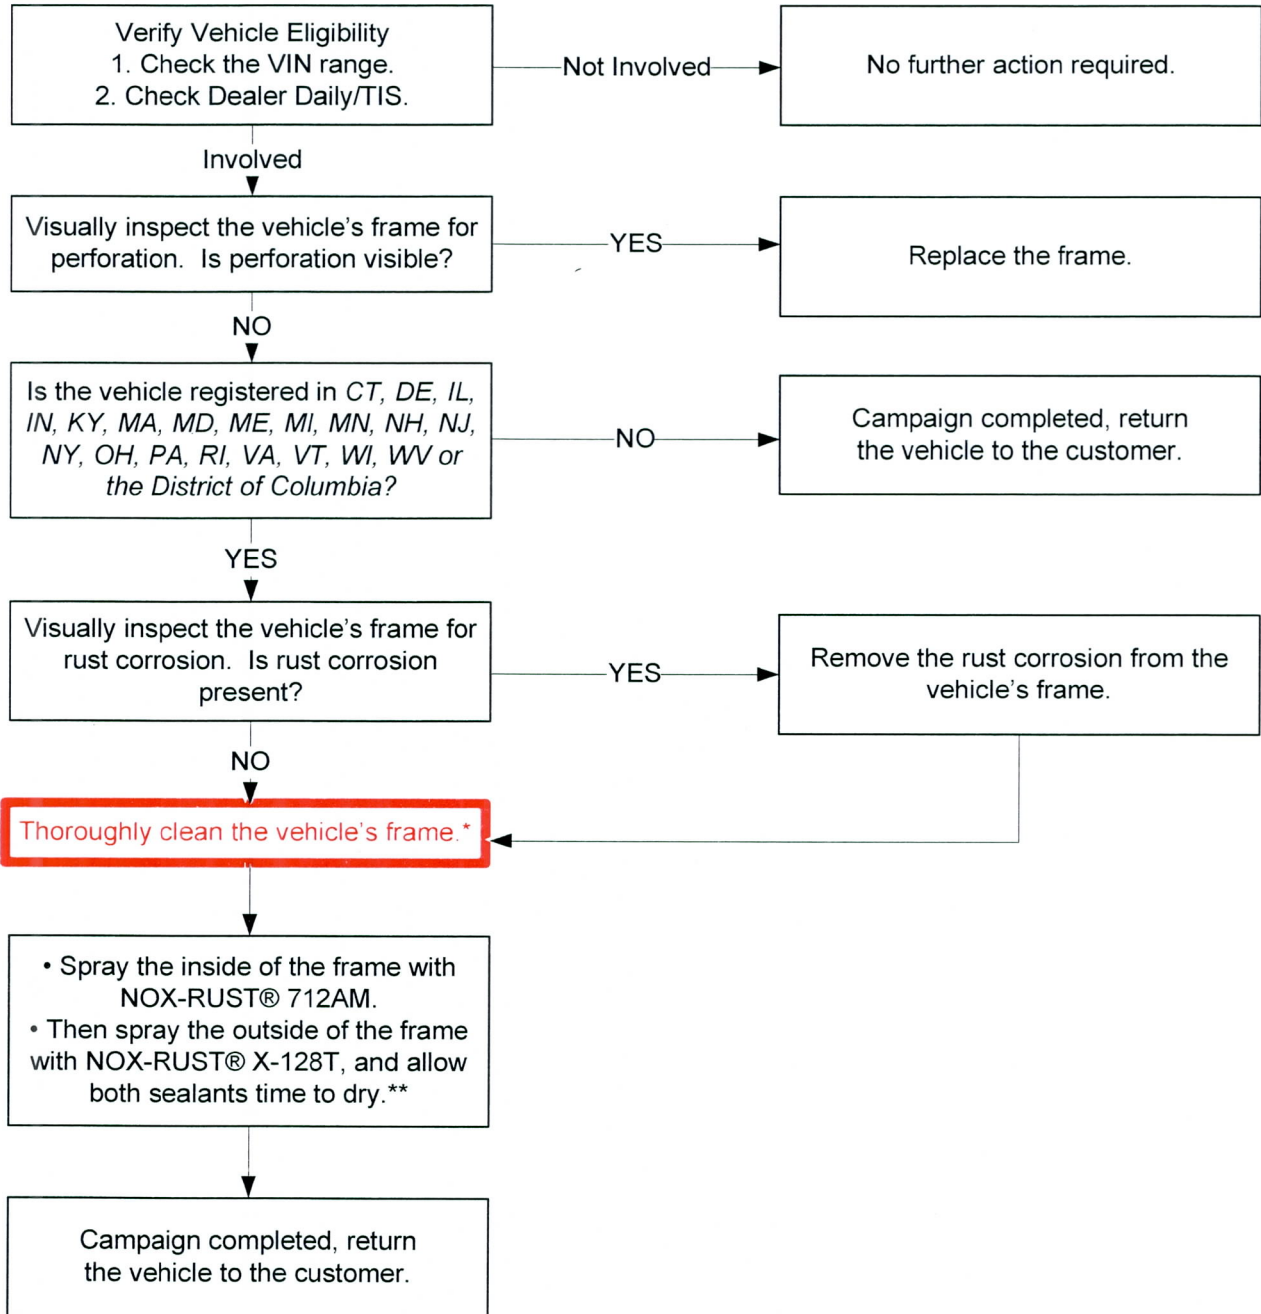 Verify Vehicle Eligibility
1. Check the VIN range.
2. Check Dealer Daily/TIS.
Not Involved
No further action required.
Involved
Visually inspect the vehicle's frame for
perforation.  Is perforation visible?
YES
Replace the frame.
NO
Is the vehicle registered in CT, DE, IL,
IN, KY, MA, MD, ME, MI, MN, NH, NJ,
NY, OH, PA, RI, VA, VT, WI, WV or
the District of Columbia?
NO
Campaign completed, return
the vehicle to the customer.
YES
Visually inspect the vehicle's frame for
rust corrosion.  Is rust corrosion
present?
YES
Remove the rust corrosion from the
vehicle's frame.
NO
Thoroughly clean the vehicle's frame.*
• Spray the inside of the frame with
NOX-RUST® 712AM.
• Then spray the outside of the frame
with NOX-RUST® X-128T, and allow
both sealants time to dry.**
Campaign completed, return
the vehicle to the customer.